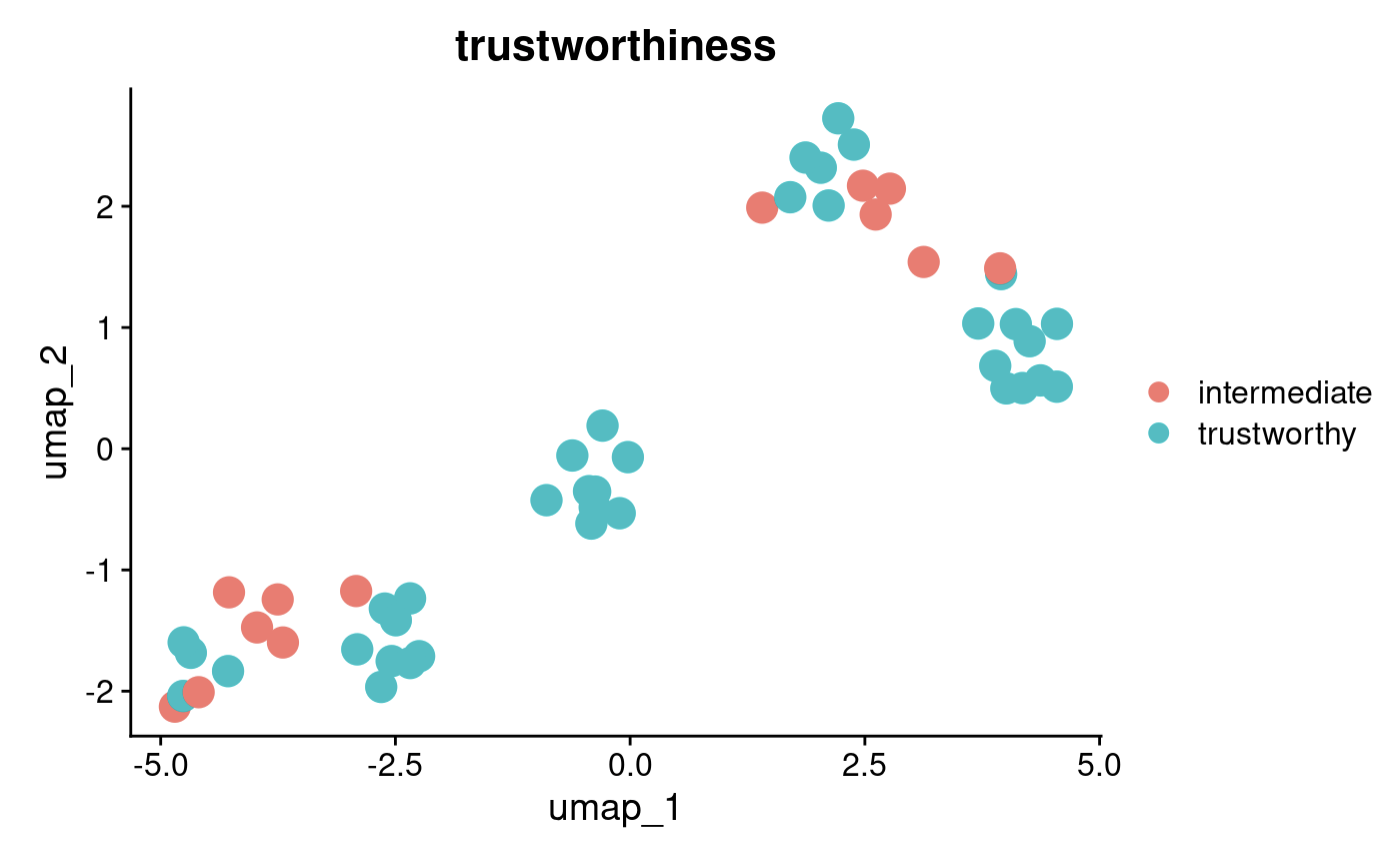 trustworthiness
umap_2
2
1
0
-1
-2
-5.0 -2.5 0.0 2.5 5.0
umap_1
intermediate
trustworthy